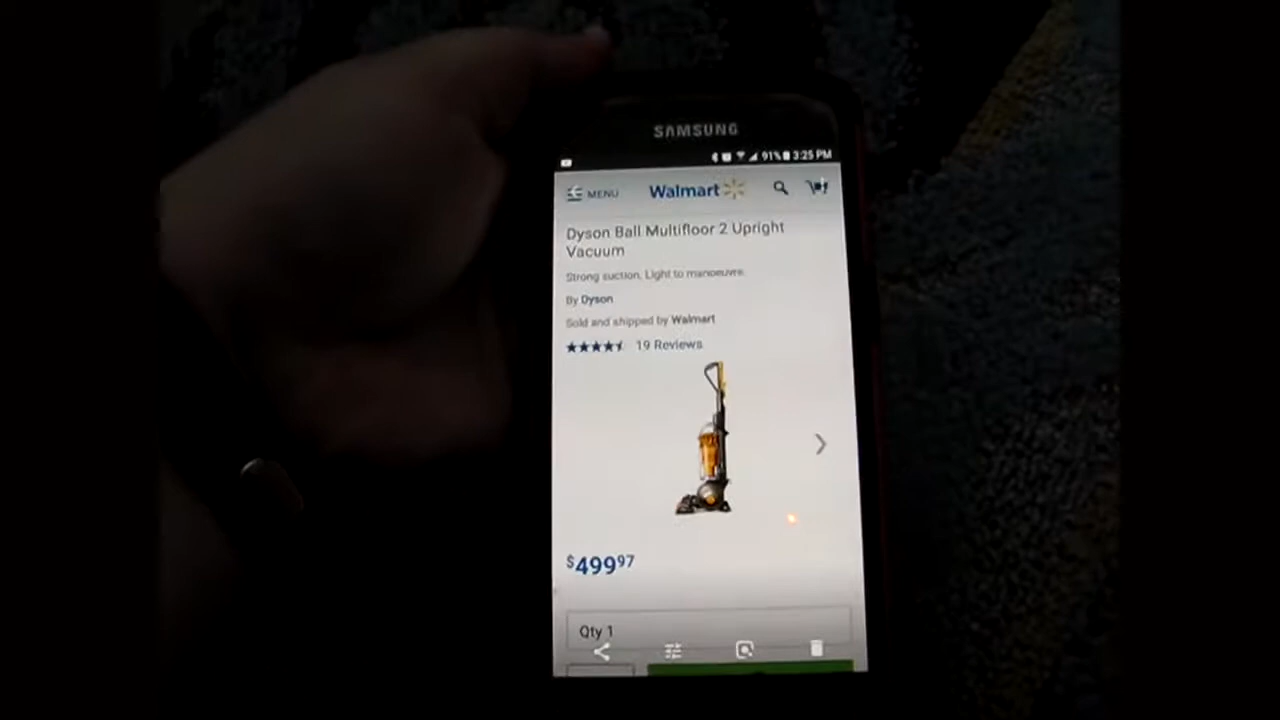 SAMSUNG
91% 3:25 PM
MENU Walmart
Dyson Ball Multifloor 2 Upright
Vacuum
Strong suction. Light to manoeuvre.
By Dyson
Sold and shipped by Walmart
19 Reviews
$499 97
Qty 1